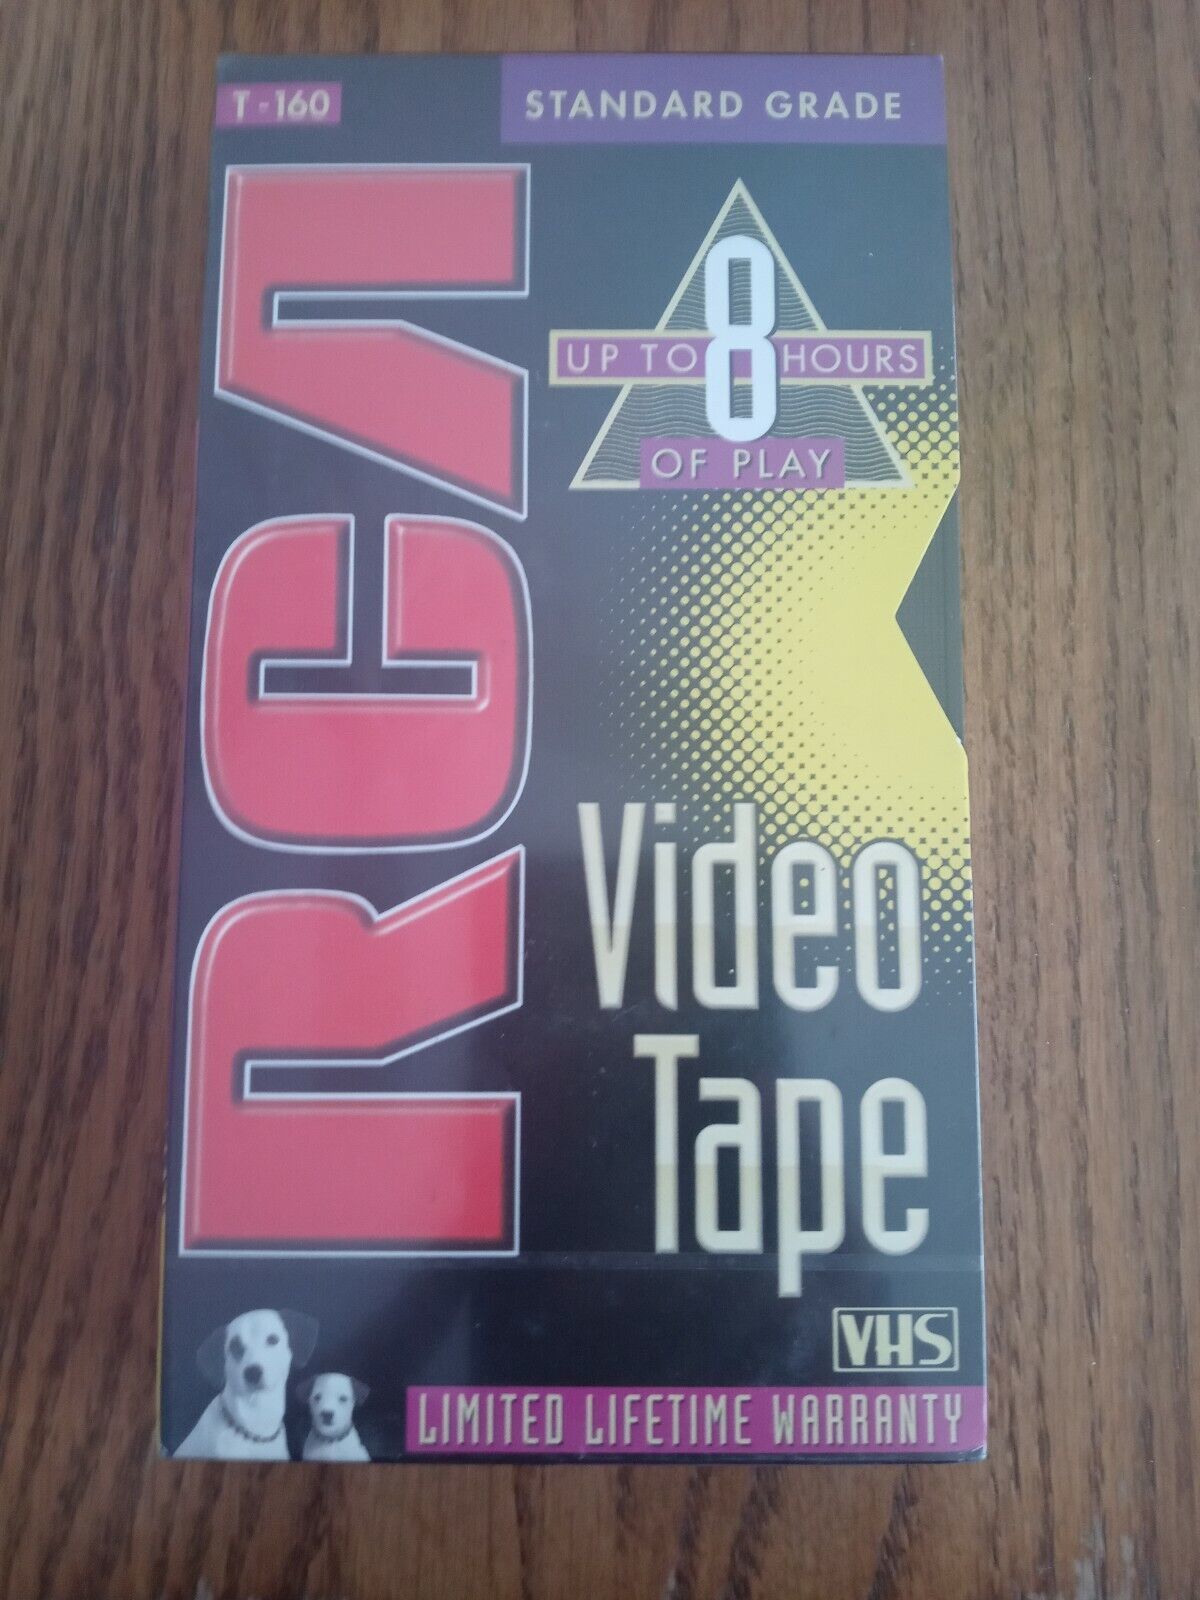 T-160
STANDARD GRADE
RCA
UP TO 8 HOURS
OF PLAY
Video
Tape
VHS
LIMITED LIFETIME WARRANTY